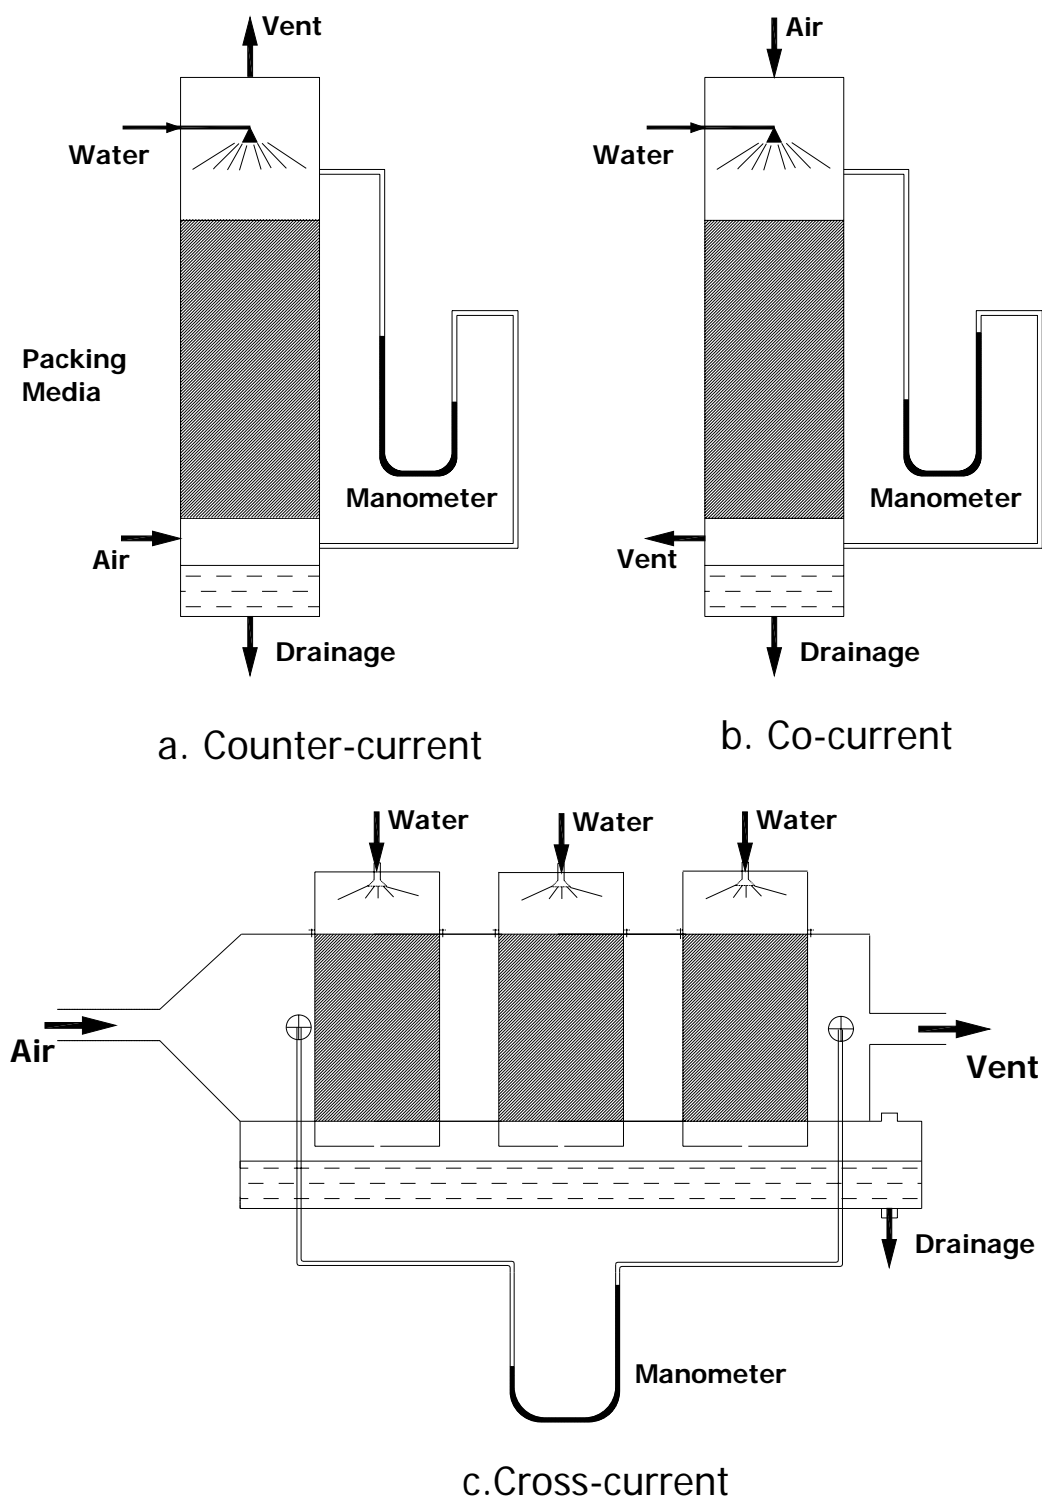 Vent
Water
Packing
Media
Manometer
Air
Drainage
a. Counter-current
Air
Water
Manometer
Vent
Drainage
b. Co-current
Water
Water
Water
Air
Vent
Drainage
Manometer
c.Cross-current